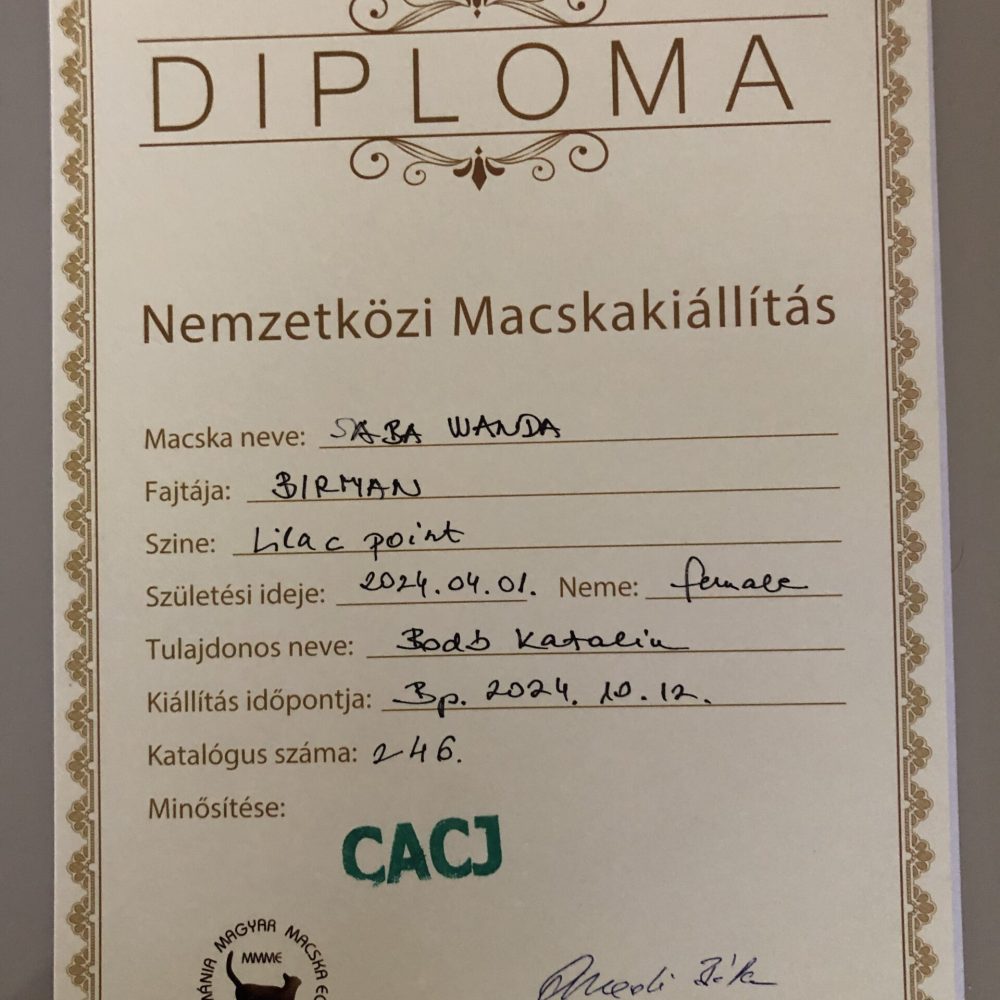 DIPLOMA
Nemzetközi Macskakiállítás
Macska neve: SABA WANDA
Fajtája: BIRMAN
Szine: Lilac point
Születési ideje: 2024.04.01. Neme: female
Tulajdonos neve: Katalin
Kiállítás időpontja: Bp. 2024. 10. 12.
Katalógus száma: 246.
Minősítése:
CACJ
MAGYAR MACSKA
MMME